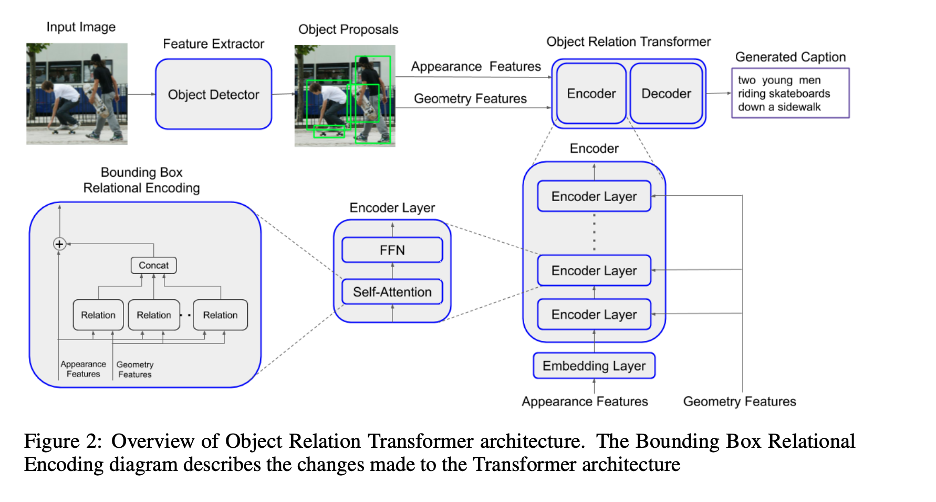 Input Image
Feature Extractor
Object Detector
Object Proposals
Appearance Features
Geometry Features
Object Relation Transformer
Encoder
Decoder
Generated Caption
two young men
riding skateboards
down a sidewalk
Bounding Box
Relational Encoding
+
Concat
Relation
Relation
Relation
Appearance
Features
Geometry
Features
Encoder Layer
FFN
Self-Attention
Encoder
Encoder Layer
Encoder Layer
Encoder Layer
Embedding Layer
Appearance Features
Geometry Features
Figure 2: Overview of Object Relation Transformer architecture. The Bounding Box Relational
Encoding diagram describes the changes made to the Transformer architecture